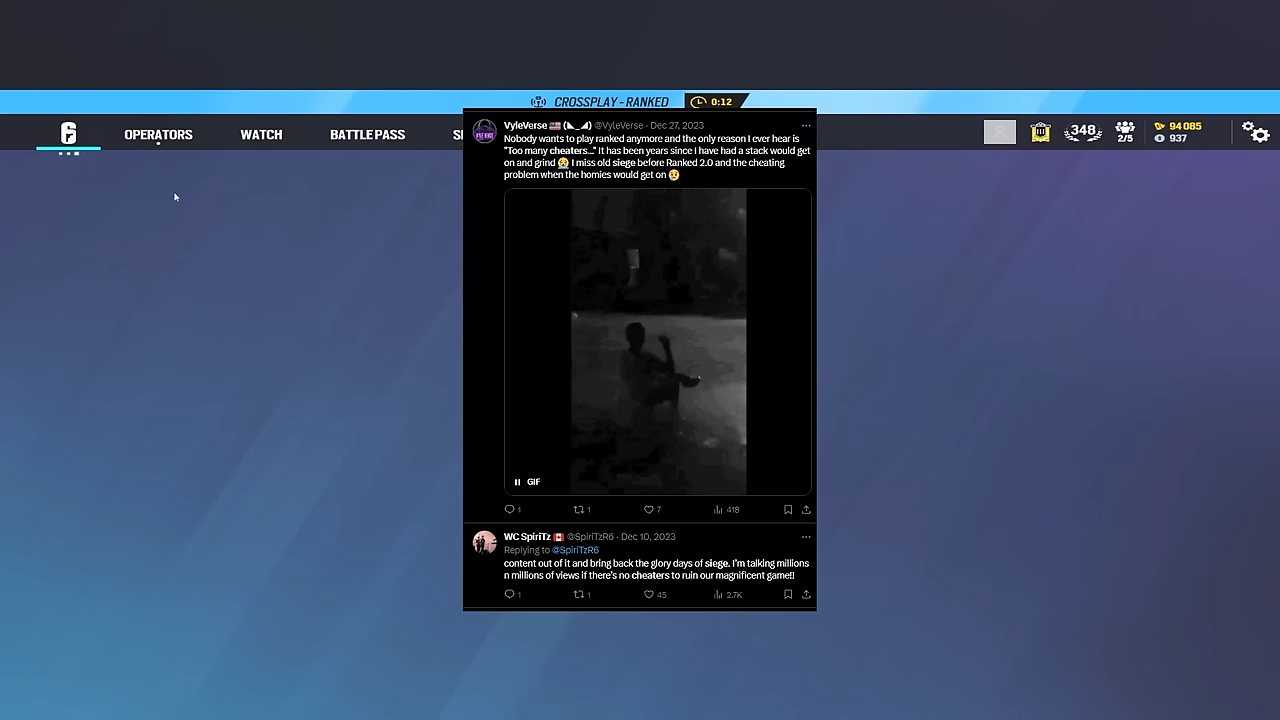 CROSSPLAY - RANKED
0:12
OPERATORS
WATCH
BATTLE PASS
348
2/5
94 085
937
VyleVerse 🇺🇸 (◣_◢) @VyleVerse · Dec 27, 2023
Nobody wants to play ranked anymore and the only reason I ever hear is
"Too many cheaters..." It has been years since I have had a stack would get
on and grind 😭 I miss old siege before Ranked 2.0 and the cheating
problem when the homies would get on 😢
GIF
1 1 7 418
WC SpiriTz 🇨🇦 @SpiriTzR6 · Dec 10, 2023
Replying to @SpiriTzR6
content out of it and bring back the glory days of siege. I'm talking millions
n millions of views if there's no cheaters to ruin our magnificent game!!
1 1 45 2.7K